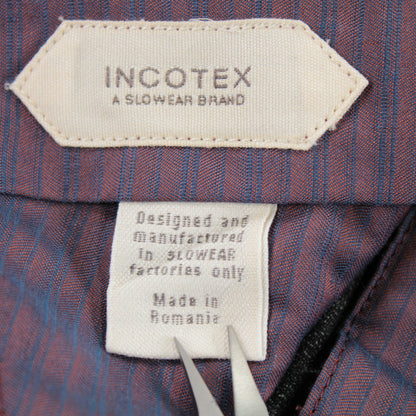 INCOTEX
A SLOWEAR BRAND
Designed and
manufactured
in SLOWEAR
factories only
Made in
Romania